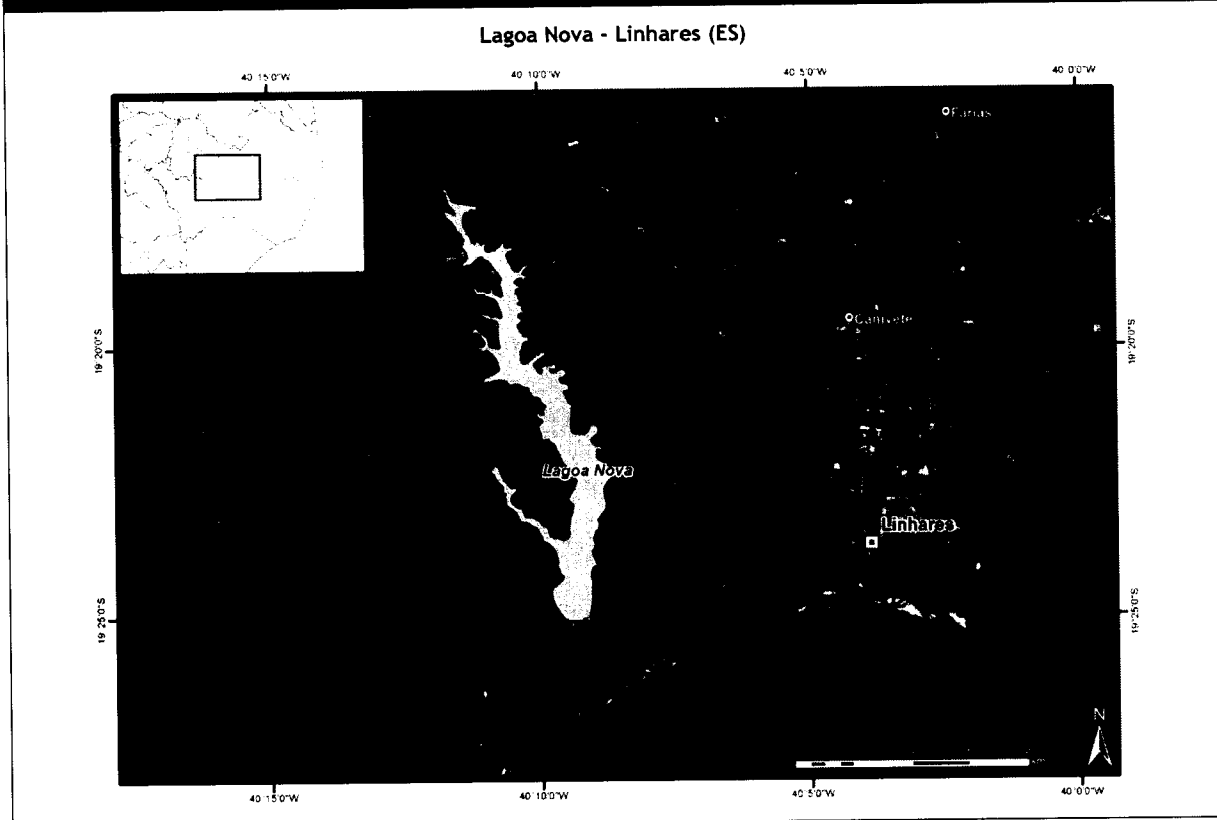 Lagoa Nova - Linhares (ES)
40°15'0"W 40°10'0"W 40°5'0"W 40°0'0"W
Farias
Canivete
19°20'0"S 19°20'0"S
Lagoa Nova
Linhares
19°25'0"S 19°25'0"S
N
km
40°15'0"W 40°10'0"W 40°5'0"W 40°0'0"W